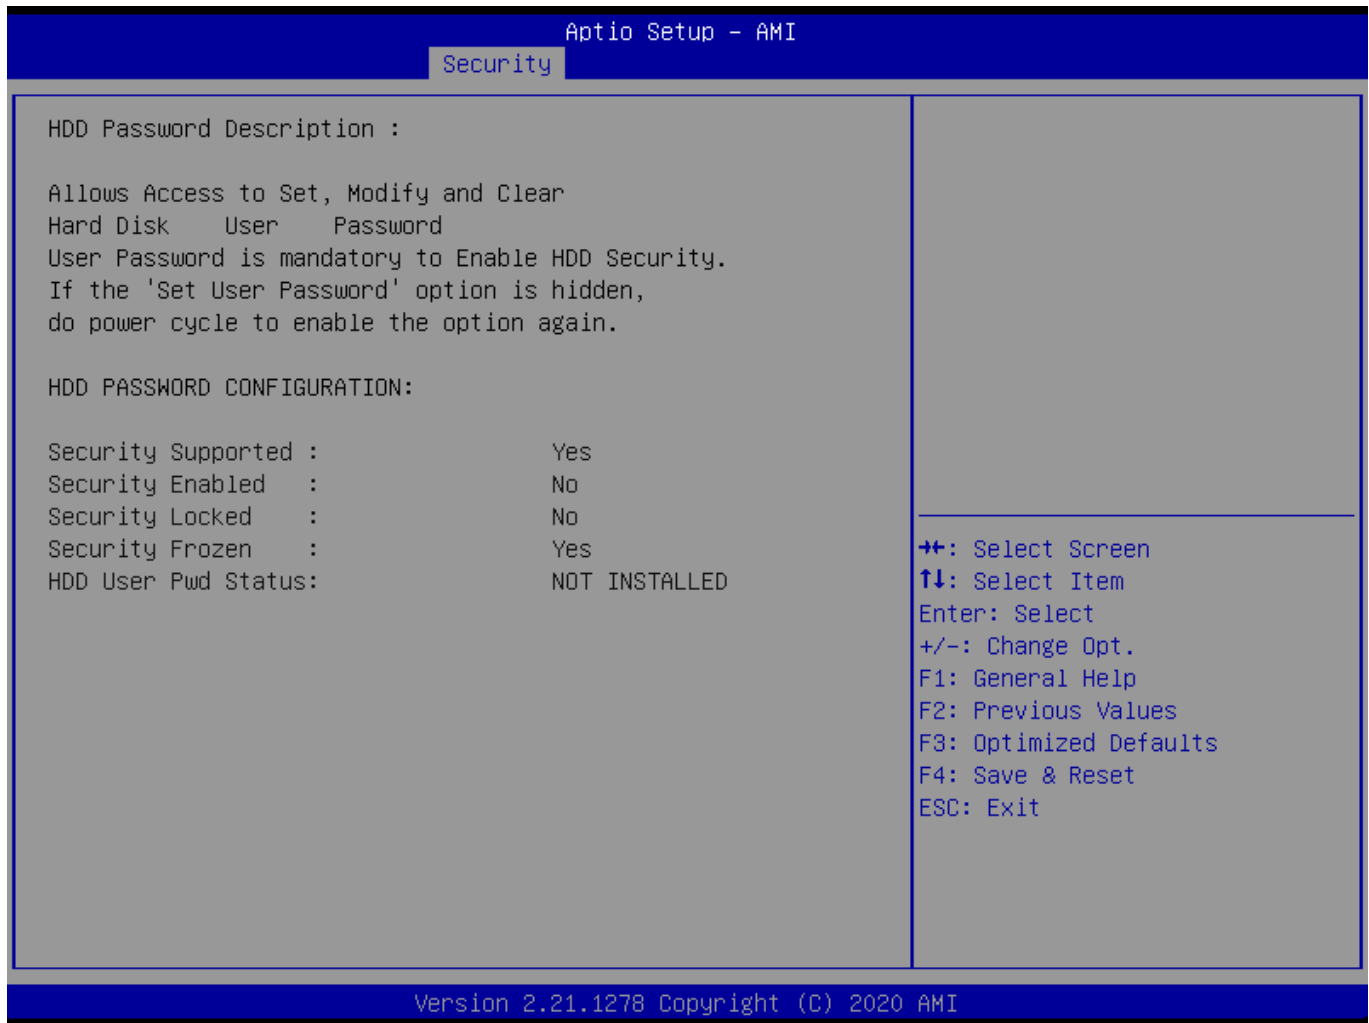 Aptio Setup – AMI
Security
HDD Password Description :
Allows Access to Set, Modify and Clear
Hard Disk    User    Password
User Password is mandatory to Enable HDD Security.
If the 'Set User Password' option is hidden,
do power cycle to enable the option again.
HDD PASSWORD CONFIGURATION:
Security Supported :    Yes
Security Enabled   :    No
Security Locked    :    No
Security Frozen    :    Yes
HDD User Pwd Status:    NOT INSTALLED
→←: Select Screen
↑↓: Select Item
Enter: Select
+/-: Change Opt.
F1: General Help
F2: Previous Values
F3: Optimized Defaults
F4: Save & Reset
ESC: Exit
Version 2.21.1278 Copyright (C) 2020 AMI